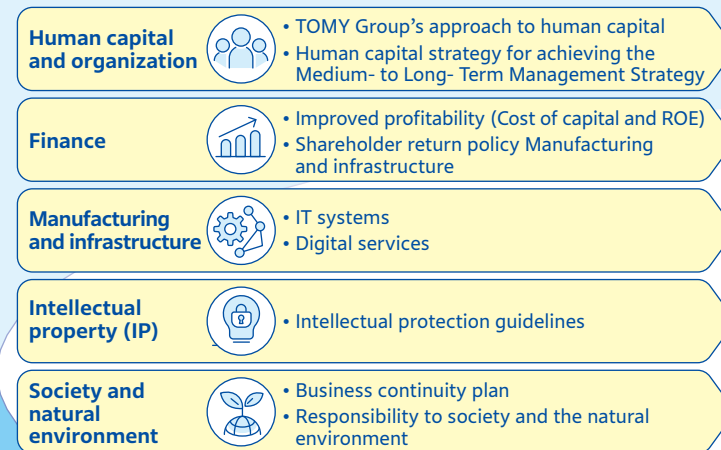 Human capital
and organization
• TOMY Group's approach to human capital
• Human capital strategy for achieving the
Medium- to Long- Term Management Strategy
Finance
• Improved profitability (Cost of capital and ROE)
• Shareholder return policy Manufacturing
and infrastructure
Manufacturing
and infrastructure
• IT systems
• Digital services
Intellectual
property (IP)
• Intellectual protection guidelines
Society and
natural
environment
• Business continuity plan
• Responsibility to society and the natural
environment